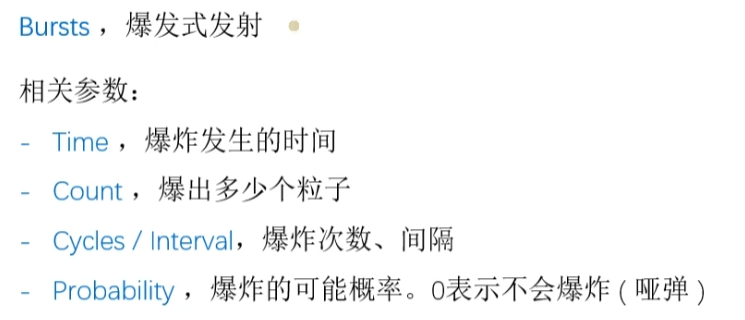 Bursts ，爆发式发射
相关参数：
- Time ，爆炸发生的时间
- Count ，爆出多少个粒子
- Cycles / Interval，爆炸次数、间隔
- Probability ，爆炸的可能概率。0表示不会爆炸 ( 哑弹 )